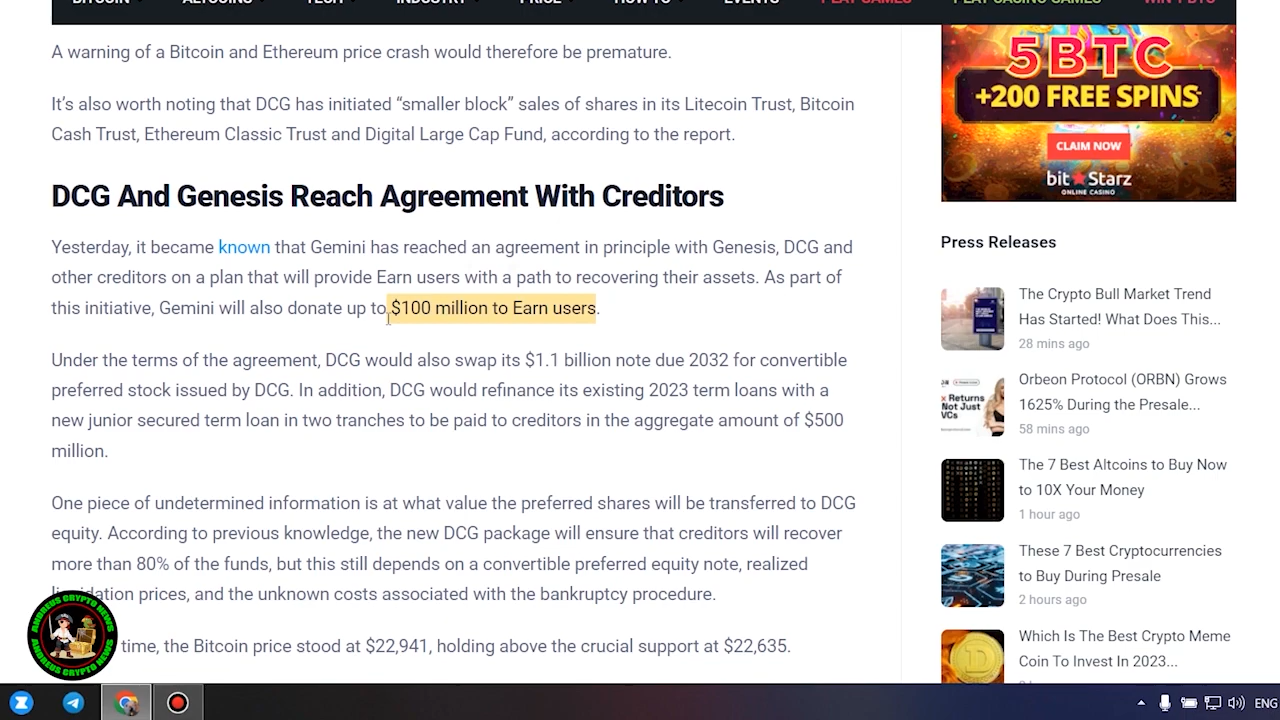 BITCOIN ALTCOINS TECH INDUSTRY PRICE HOW TO EVENTS PLAY GAMES PLAY CASINO GAMES WIN 1 BTC
A warning of a Bitcoin and Ethereum price cash would therefore be premature.
It’s also worth noting that DCG has initiated “smaller block” sales of shares in its Litecoin Trust, Bitcoin
Cash Trust, Ethereum Classic Trust and Digital Large Cap Fund, according to the report.
DCG And Genesis Reach Agreement With Creditors
Yesterday, it became known that Gemini has reached an agreement in principle with Genesis, DCG and
other creditors on a plan that will provide Earn users with a path to recovering their assets. As part of
this initiative, Gemini will also donate up to $100 million to Earn users.
Under the terms of the agreement, DCG would also swap its $1.1 billion note due 2032 for convertible
preferred stock issued by DCG. In addition, DCG would refinance its existing 2023 term loans with a
new junior secured term loan in two tranches to be paid to creditors in the aggregate amount of $500
million.
One piece of undetermined information is at what value the preferred shares will be transferred to DCG
equity. According to previous knowledge, the new DCG package will ensure that creditors will recover
more than 80% of the funds, but this still depends on a convertible preferred equity note, realized
liquidation prices, and the unknown costs associated with the bankruptcy procedure.
time, the Bitcoin price stood at $22,941, holding above the crucial support at $22,635.
ANDREUS CRYPTO NEWS
ANDREUS CRYPTO NEWS
5 BTC
+200 FREE SPINS
CLAIM NOW
bitStarz
ONLINE CASINO
Press Releases
The Crypto Bull Market Trend
Has Started! What Does This...
28 mins ago
Returns
Not Just
VCs
Orbeon Protocol (ORBN) Grows
1625% During the Presale...
58 mins ago
The 7 Best Altcoins to Buy Now
to 10X Your Money
1 hour ago
These 7 Best Cryptocurrencies
to Buy During Presale
2 hours ago
Which Is The Best Crypto Meme
Coin To Invest In 2023...
ENG